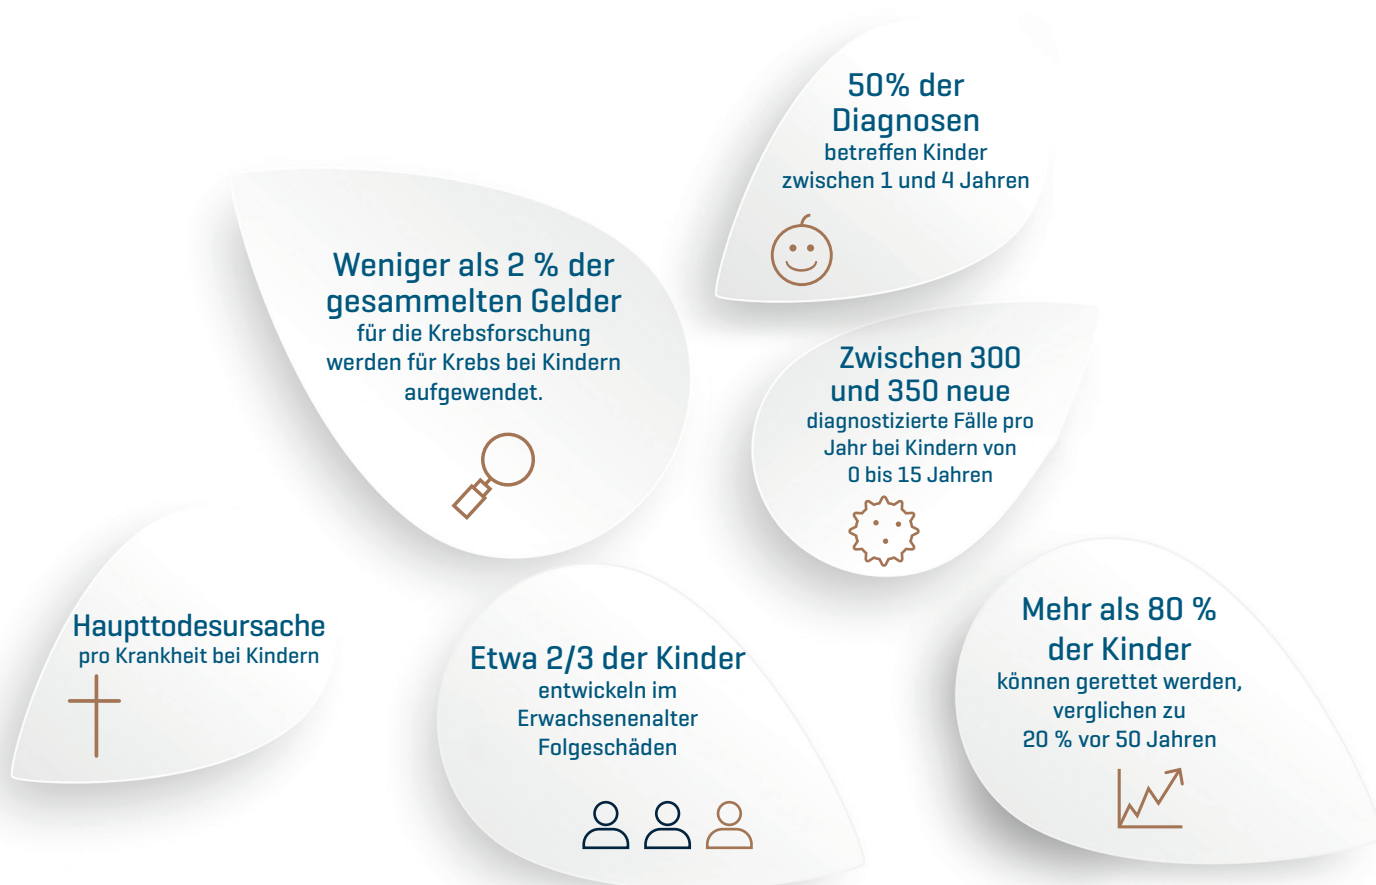 50% der
Diagnosen
betreffen Kinder
zwischen 1 und 4 Jahren
Weniger als 2 % der
gesammelten Gelder
für die Krebsforschung
werden für Krebs bei Kindern
aufgewendet.
Zwischen 300
und 350 neue
diagnostizierte Fälle pro
Jahr bei Kindern von
0 bis 15 Jahren
Haupttodesursache
pro Krankheit bei Kindern
Etwa 2/3 der Kinder
entwickeln im
Erwachsenenalter
Folgeschäden
Mehr als 80 %
der Kinder
können gerettet werden,
verglichen zu
20 % vor 50 Jahren